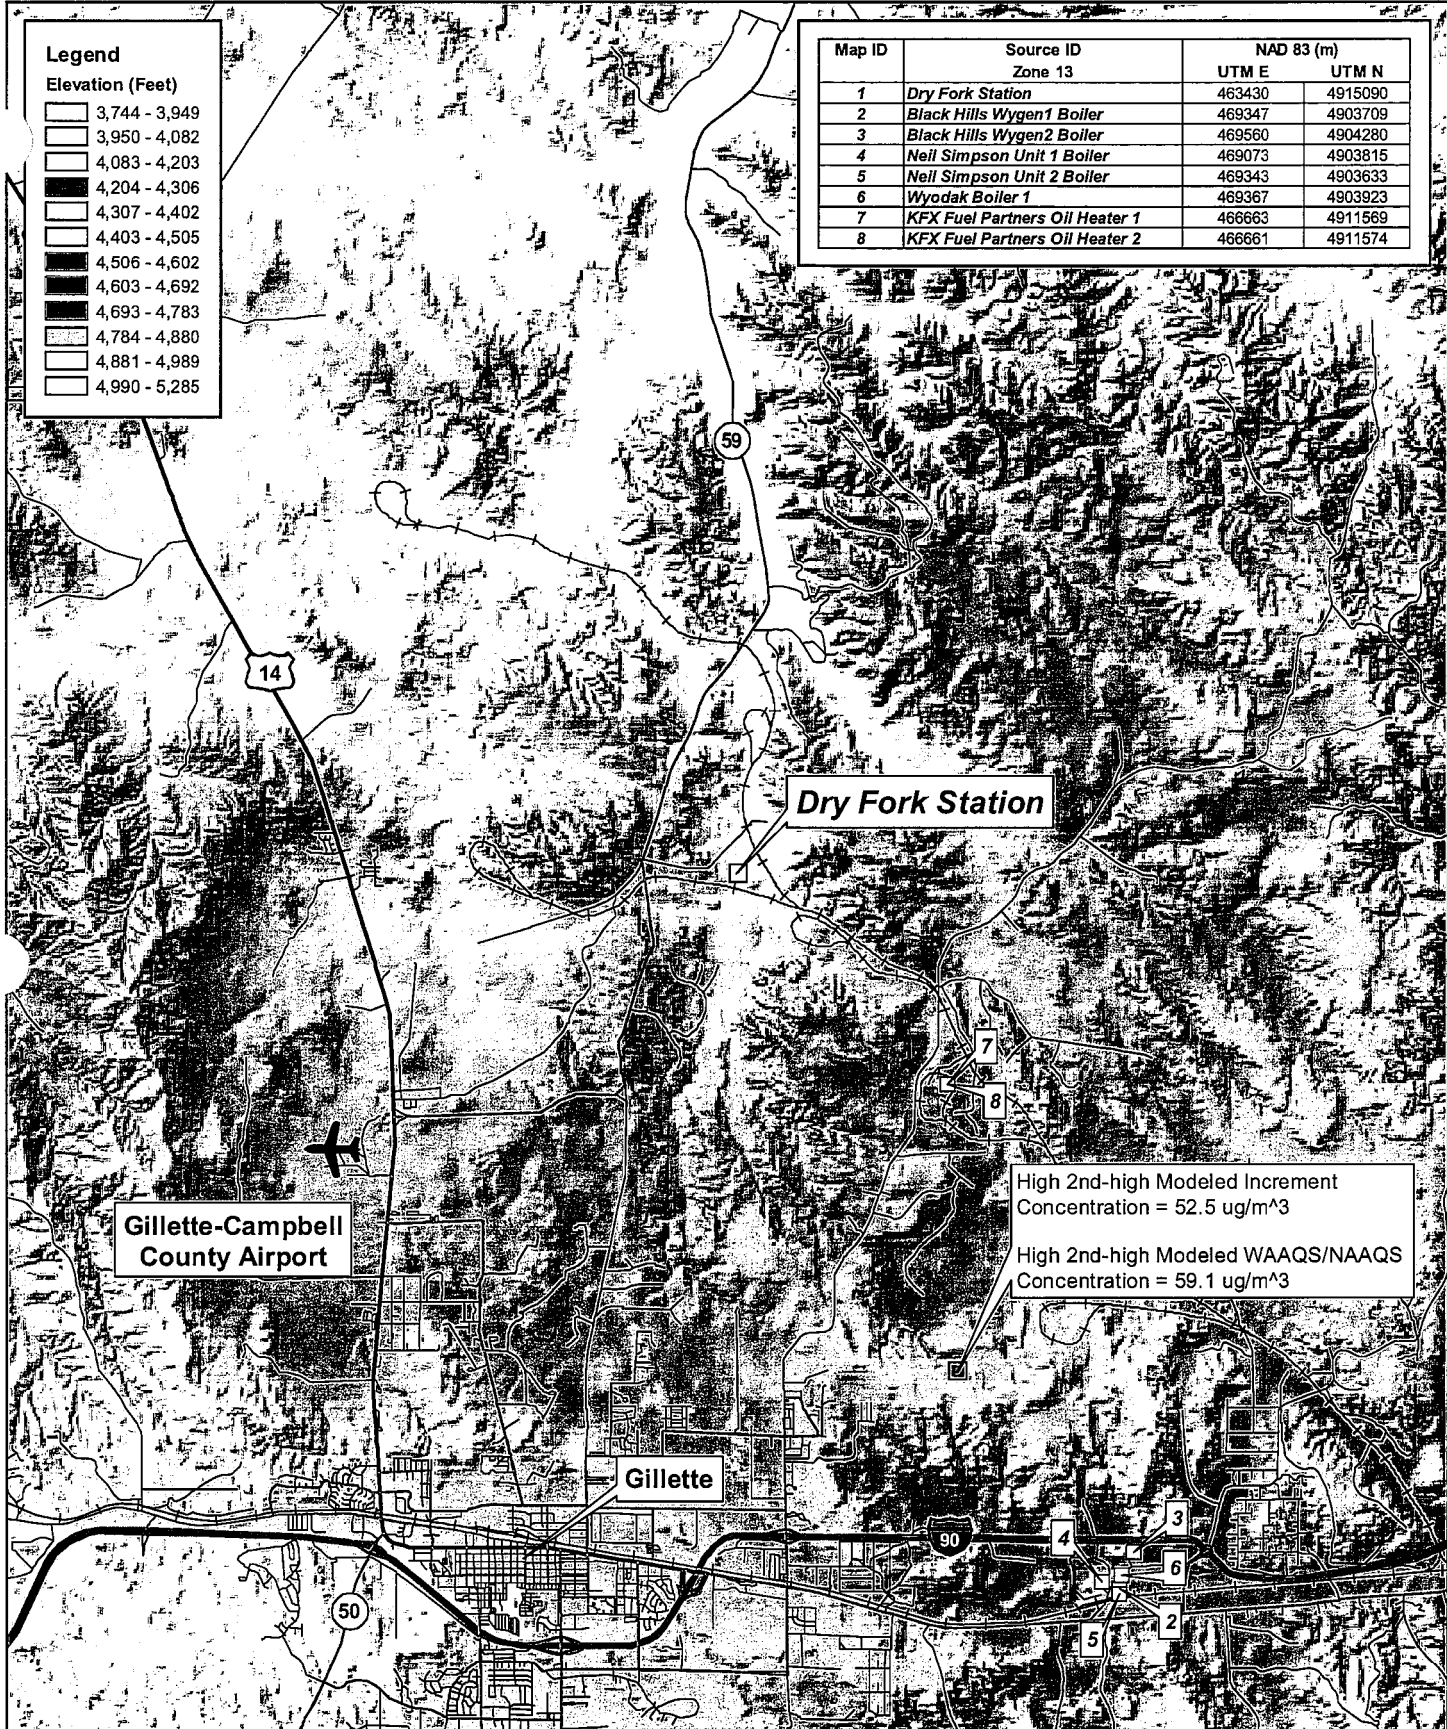 Legend
Elevation (Feet)
3,744 - 3,949
3,950 - 4,082
4,083 - 4,203
4,204 - 4,306
4,307 - 4,402
4,403 - 4,505
4,506 - 4,602
4,603 - 4,692
4,693 - 4,783
4,784 - 4,880
4,881 - 4,989
4,990 - 5,285
Map ID Source ID NAD 83 (m)
Zone 13 UTM E UTM N
1 Dry Fork Station 463430 4915090
2 Black Hills Wygen1 Boiler 469347 4903709
3 Black Hills Wygen2 Boiler 469560 4904280
4 Neil Simpson Unit 1 Boiler 469073 4903815
5 Neil Simpson Unit 2 Boiler 469343 4903633
6 Wyodak Boiler 1 469367 4903923
7 KFX Fuel Partners Oil Heater 1 466663 4911569
8 KFX Fuel Partners Oil Heater 2 466661 4911574
59
14
Dry Fork Station
7
8
High 2nd-high Modeled Increment
Concentration = 52.5 ug/m^3
High 2nd-high Modeled WAAQS/NAAQS
Concentration = 59.1 ug/m^3
Gillette-Campbell
County Airport
Gillette
3
4
90
6
50
2
5